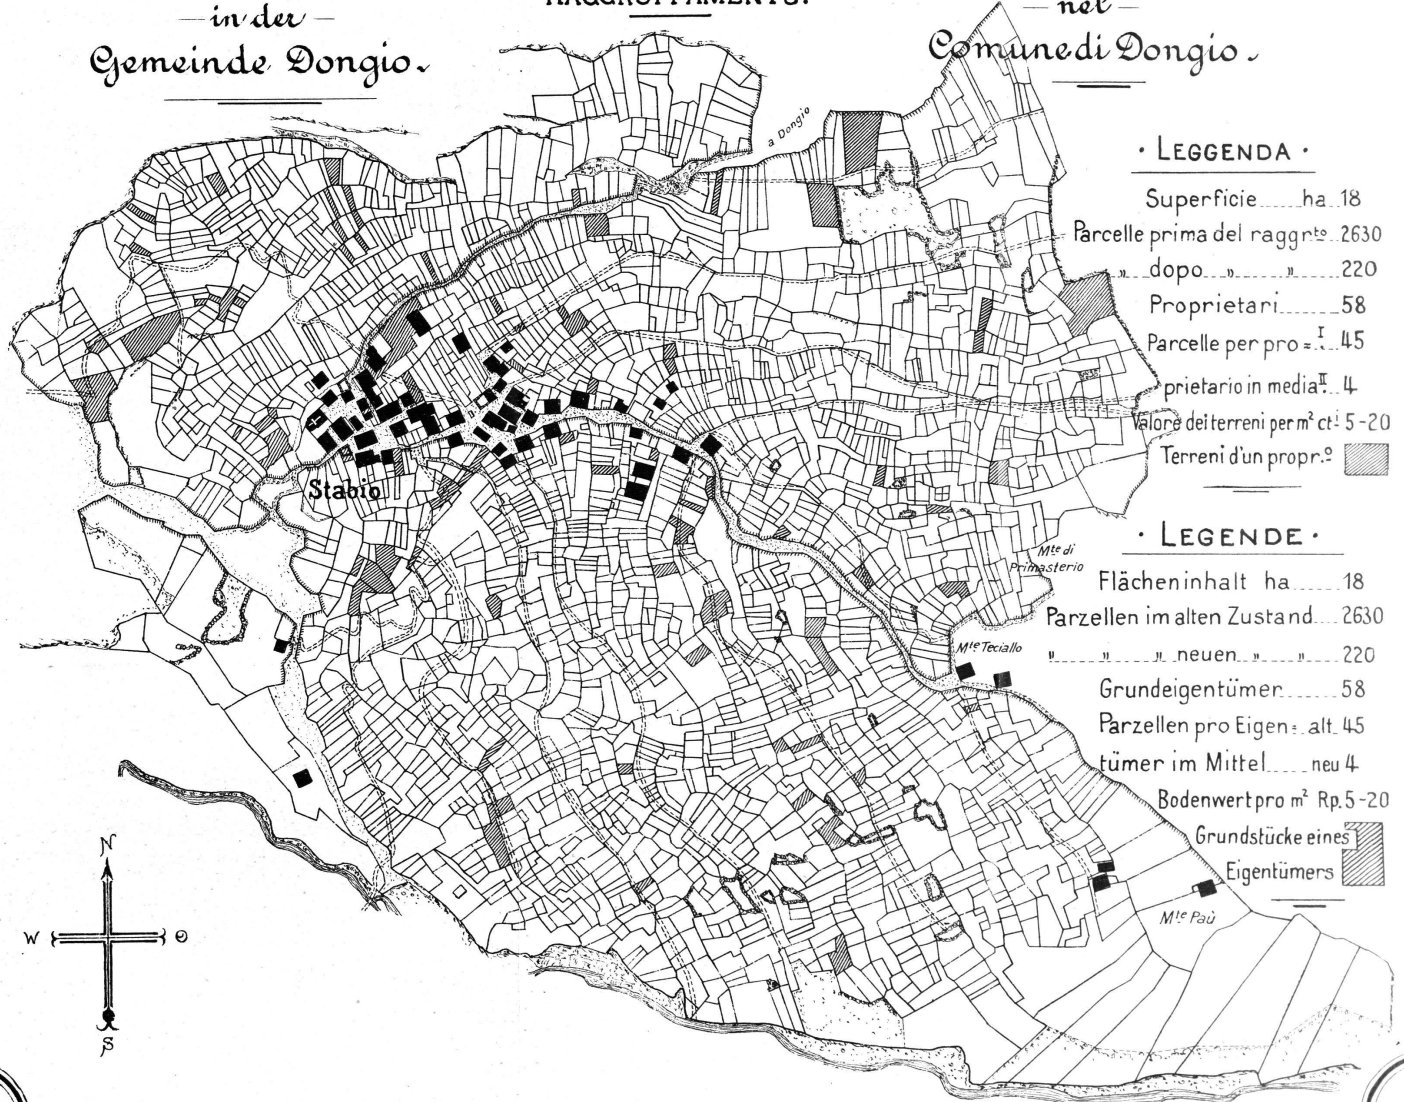 — in der —
Gemeinde Dongio.
RAGGRUPPAMENTO.
— nel —
Comune di Dongio.
a Dongio
· LEGGENDA ·
Superficie ha 18
Parcelle prima del raggr.to 2630
" dopo " " 220
Proprietari 58
Parcelle per pro = I 45
prietario in media II 4
Valore dei terreni per m² ct.i 5-20
Terreni d'un propr.o
Stabio
· LEGENDE ·
Flächeninhalt ha 18
Parzellen im alten Zustand 2630
" " " neuen " " 220
Grundeigentümer 58
Parzellen pro Eigen= alt 45
tümer im Mittel neu 4
Bodenwert pro m² Rp. 5-20
Grundstücke eines
Eigentümers
Mte di
Primasterio
Mte Teciallo
Mte Paù
N
W O
S